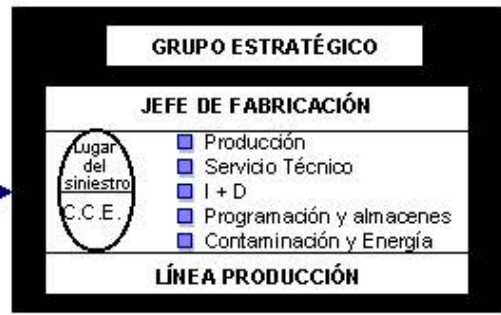 GRUPO ESTRATÉGICO
JEFE DE FABRICACIÓN
Lugar
del
siniestro
C.C.E.
Producción
Servicio Técnico
I + D
Programación y almacenes
Contaminación y Energía
LÍNEA PRODUCCIÓN